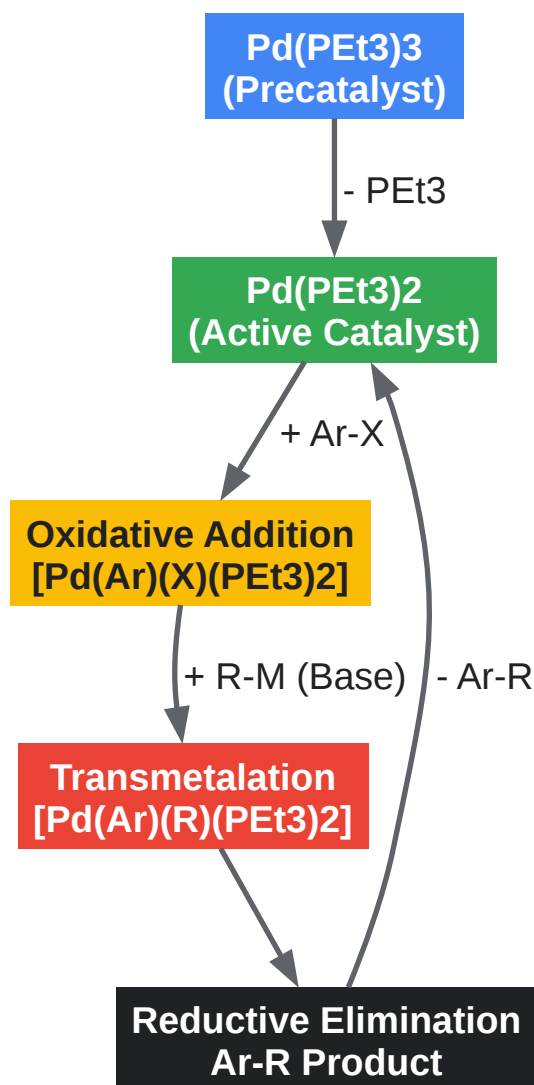 Pd(PEt3)3
(Precatalyst)
- PEt3
Pd(PEt3)2
(Active Catalyst)
+ Ar-X
Oxidative Addition
[Pd(Ar)(X)(PEt3)2]
+ R-M (Base)
- Ar-R
Transmetalation
[Pd(Ar)(R)(PEt3)2]
Reductive Elimination
Ar-R Product